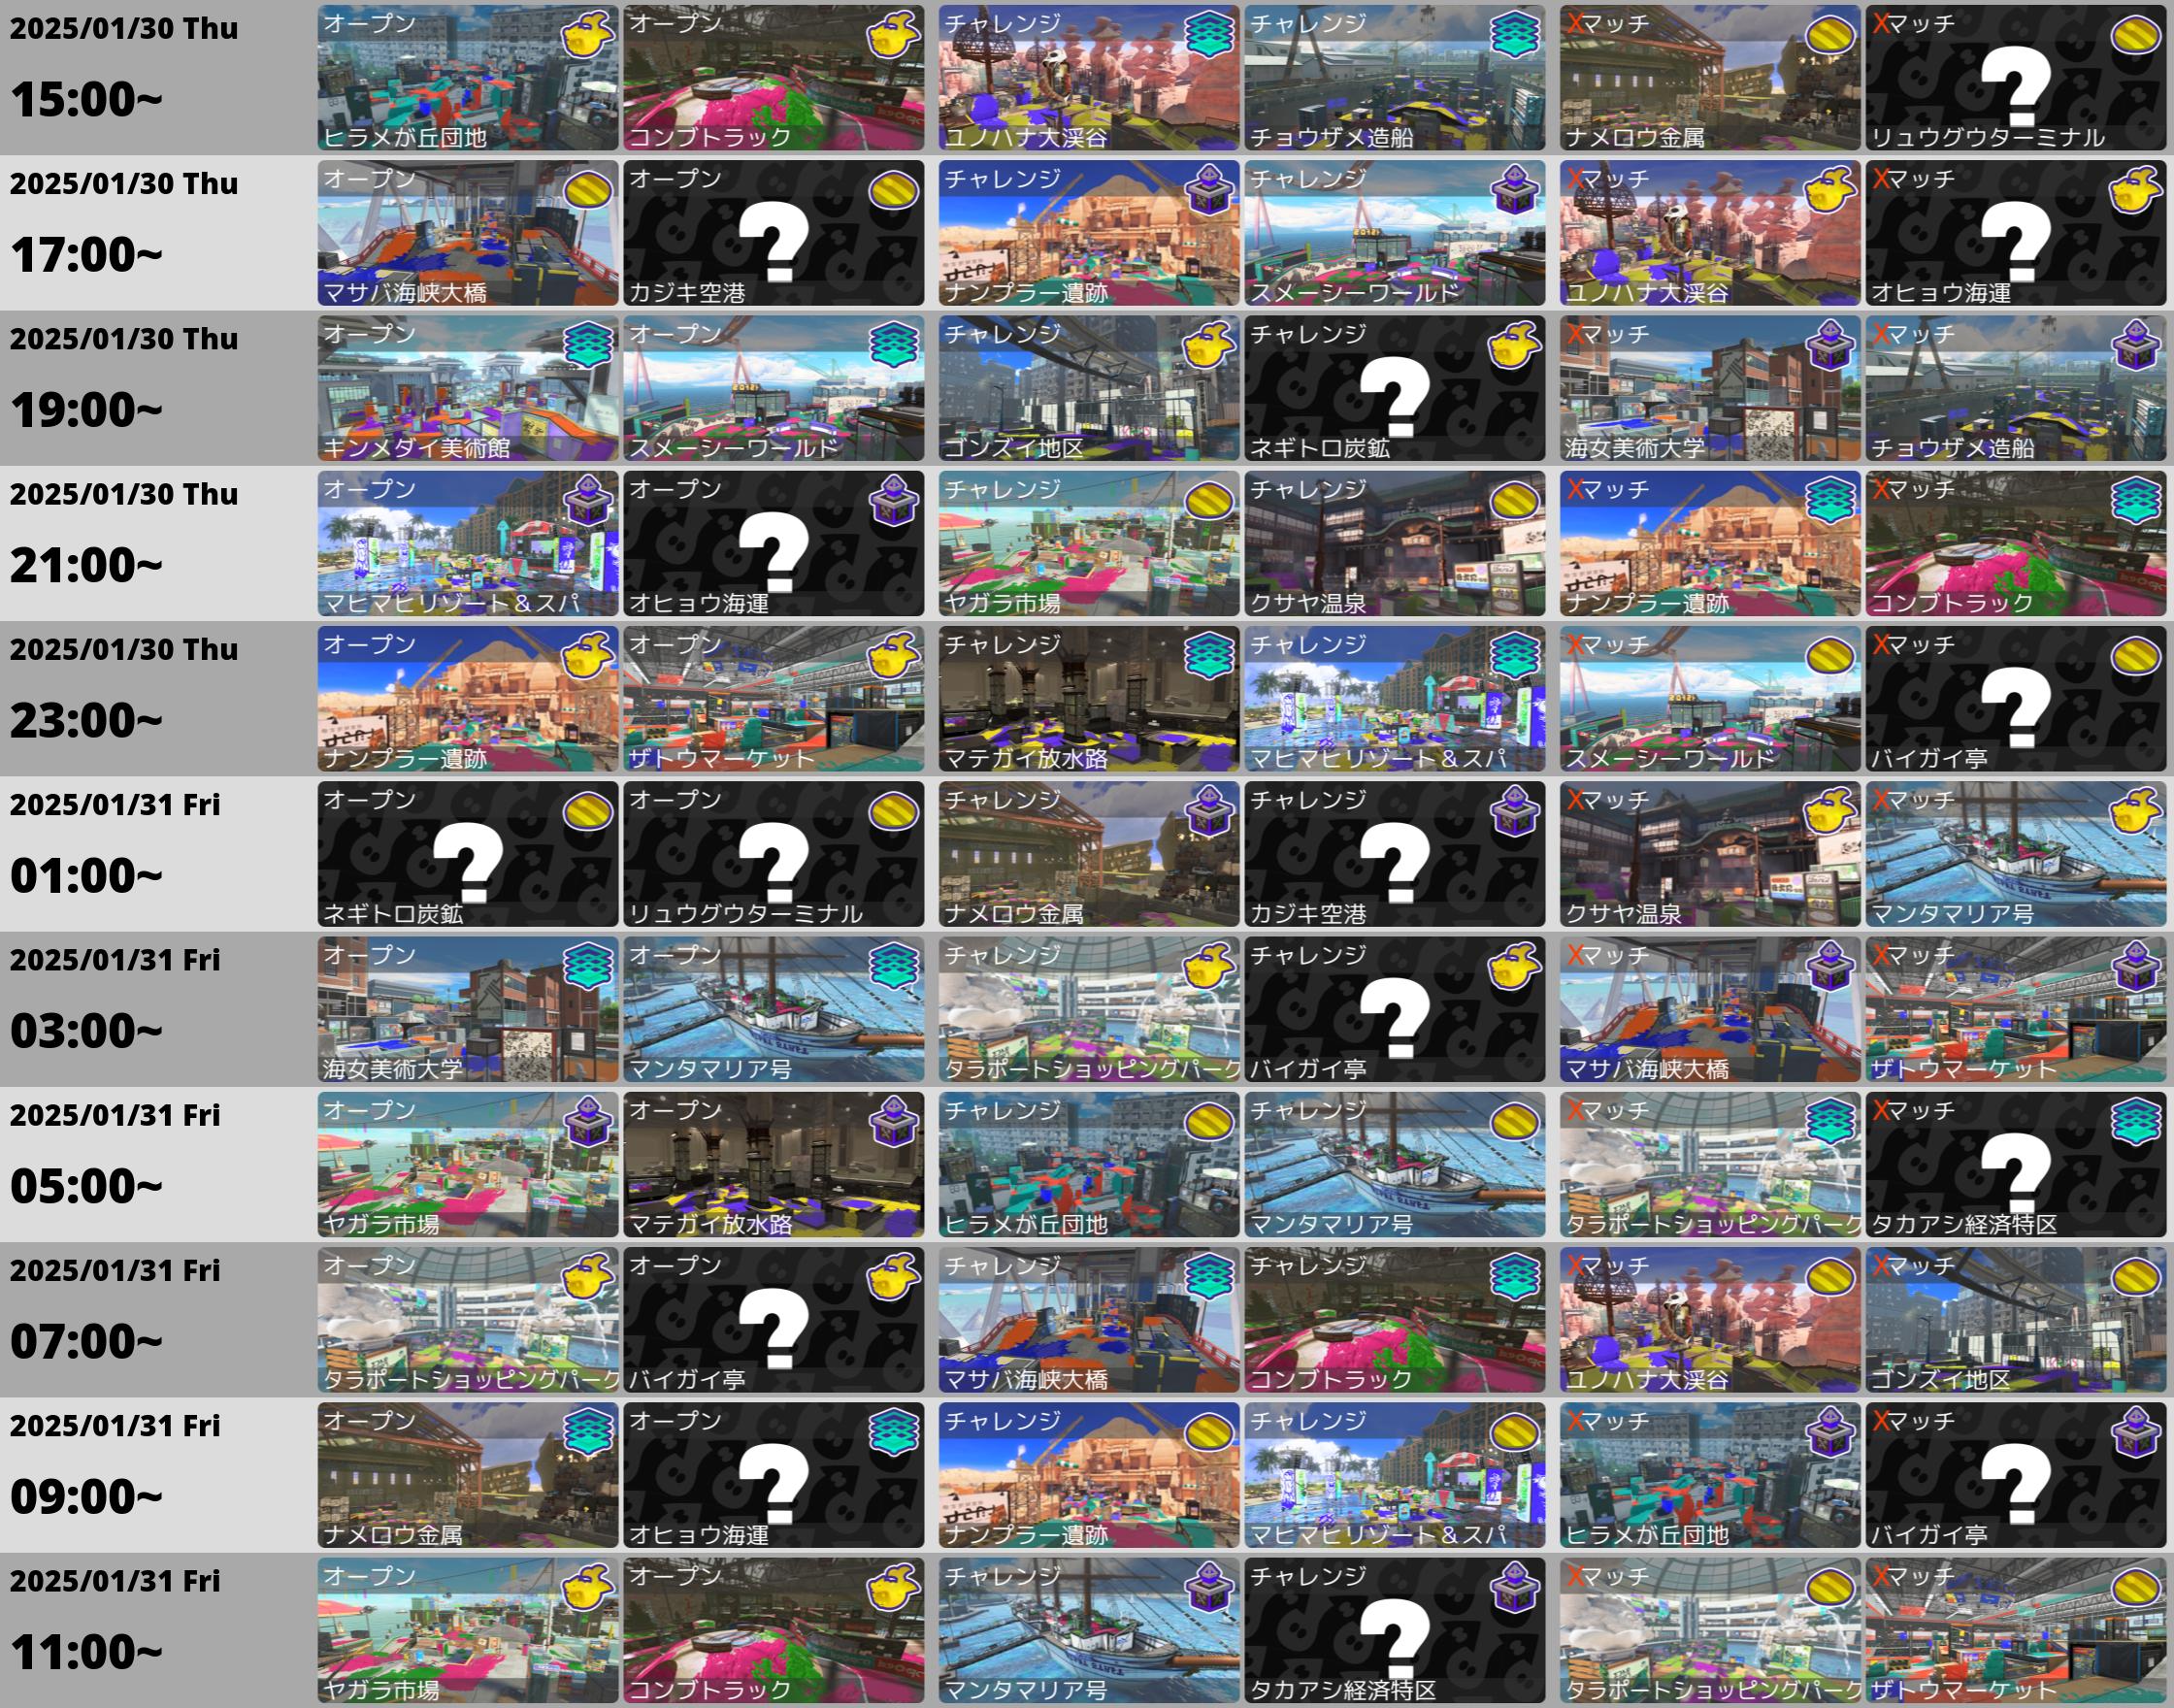 2025/01/30 Thu
15:00~
オープン
ヒラメが丘団地
オープン
コンブトラック
チャレンジ
ユノハナ大渓谷
チャレンジ
チョウザメ造船
Xマッチ
ナメロウ金属
Xマッチ
リュウグウターミナル
2025/01/30 Thu
17:00~
オープン
マサバ海峡大橋
オープン
カジキ空港
チャレンジ
ナンプラー遺跡
チャレンジ
スメーシーワールド
Xマッチ
ユノハナ大渓谷
Xマッチ
オヒョウ海運
2025/01/30 Thu
19:00~
オープン
キンメダイ美術館
オープン
スメーシーワールド
チャレンジ
ゴンズイ地区
チャレンジ
ネギトロ炭鉱
Xマッチ
海女美術大学
Xマッチ
チョウザメ造船
2025/01/30 Thu
21:00~
オープン
マヒマヒリゾート&スパ
オープン
オヒョウ海運
チャレンジ
ヤガラ市場
チャレンジ
クサヤ温泉
Xマッチ
ナンプラー遺跡
Xマッチ
コンブトラック
2025/01/30 Thu
23:00~
オープン
ナンプラー遺跡
オープン
ザトウマーケット
チャレンジ
マテガイ放水路
チャレンジ
マヒマヒリゾート&スパ
Xマッチ
スメーシーワールド
Xマッチ
バイガイ亭
2025/01/31 Fri
01:00~
オープン
ネギトロ炭鉱
オープン
リュウグウターミナル
チャレンジ
ナメロウ金属
チャレンジ
カジキ空港
Xマッチ
クサヤ温泉
Xマッチ
マンタマリア号
2025/01/31 Fri
03:00~
オープン
海女美術大学
オープン
マンタマリア号
チャレンジ
タラポートショッピングパーク
チャレンジ
バイガイ亭
Xマッチ
マサバ海峡大橋
Xマッチ
ザトウマーケット
2025/01/31 Fri
05:00~
オープン
ヤガラ市場
オープン
マテガイ放水路
チャレンジ
ヒラメが丘団地
チャレンジ
マンタマリア号
Xマッチ
タラポートショッピングパーク
Xマッチ
タカアシ経済特区
2025/01/31 Fri
07:00~
オープン
タラポートショッピングパーク
オープン
バイガイ亭
チャレンジ
マサバ海峡大橋
チャレンジ
コンブトラック
Xマッチ
ユノハナ大渓谷
Xマッチ
ゴンズイ地区
2025/01/31 Fri
09:00~
オープン
ナメロウ金属
オープン
オヒョウ海運
チャレンジ
ナンプラー遺跡
チャレンジ
マヒマヒリゾート&スパ
Xマッチ
ヒラメが丘団地
Xマッチ
バイガイ亭
2025/01/31 Fri
11:00~
オープン
ヤガラ市場
オープン
コンブトラック
チャレンジ
マンタマリア号
チャレンジ
タカアシ経済特区
Xマッチ
タラポートショッピングパーク
Xマッチ
ザトウマーケット